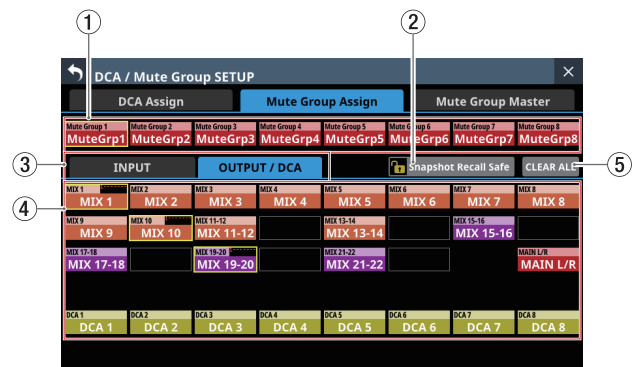 1 2
DCA / Mute Group SETUP
DCA Assign Mute Group Assign Mute Group Master
Mute Group 1 Mute Group 2 Mute Group 3 Mute Group 4 Mute Group 5 Mute Group 6 Mute Group 7 Mute Group 8
MuteGrp1 MuteGrp2 MuteGrp3 MuteGrp4 MuteGrp5 MuteGrp6 MuteGrp7 MuteGrp8
3 INPUT OUTPUT / DCA Snapshot Recall Safe CLEAR ALL 5
4
MIX 1 MIX 2 MIX 3 MIX 4 MIX 5 MIX 6 MIX 7 MIX 8
MIX 1 MIX 2 MIX 3 MIX 4 MIX 5 MIX 6 MIX 7 MIX 8
MIX 9 MIX 10 MIX 11-12 MIX 13-14 MIX 15-16
MIX 9 MIX 10 MIX 11-12 MIX 13-14 MIX 15-16
MIX 17-18 MIX 19-20 MIX 21-22 MAIN L/R
MIX 17-18 MIX 19-20 MIX 21-22 MAIN L/R
DCA 1 DCA 2 DCA 3 DCA 4 DCA 5 DCA 6 DCA 7 DCA 8
DCA 1 DCA 2 DCA 3 DCA 4 DCA 5 DCA 6 DCA 7 DCA 8